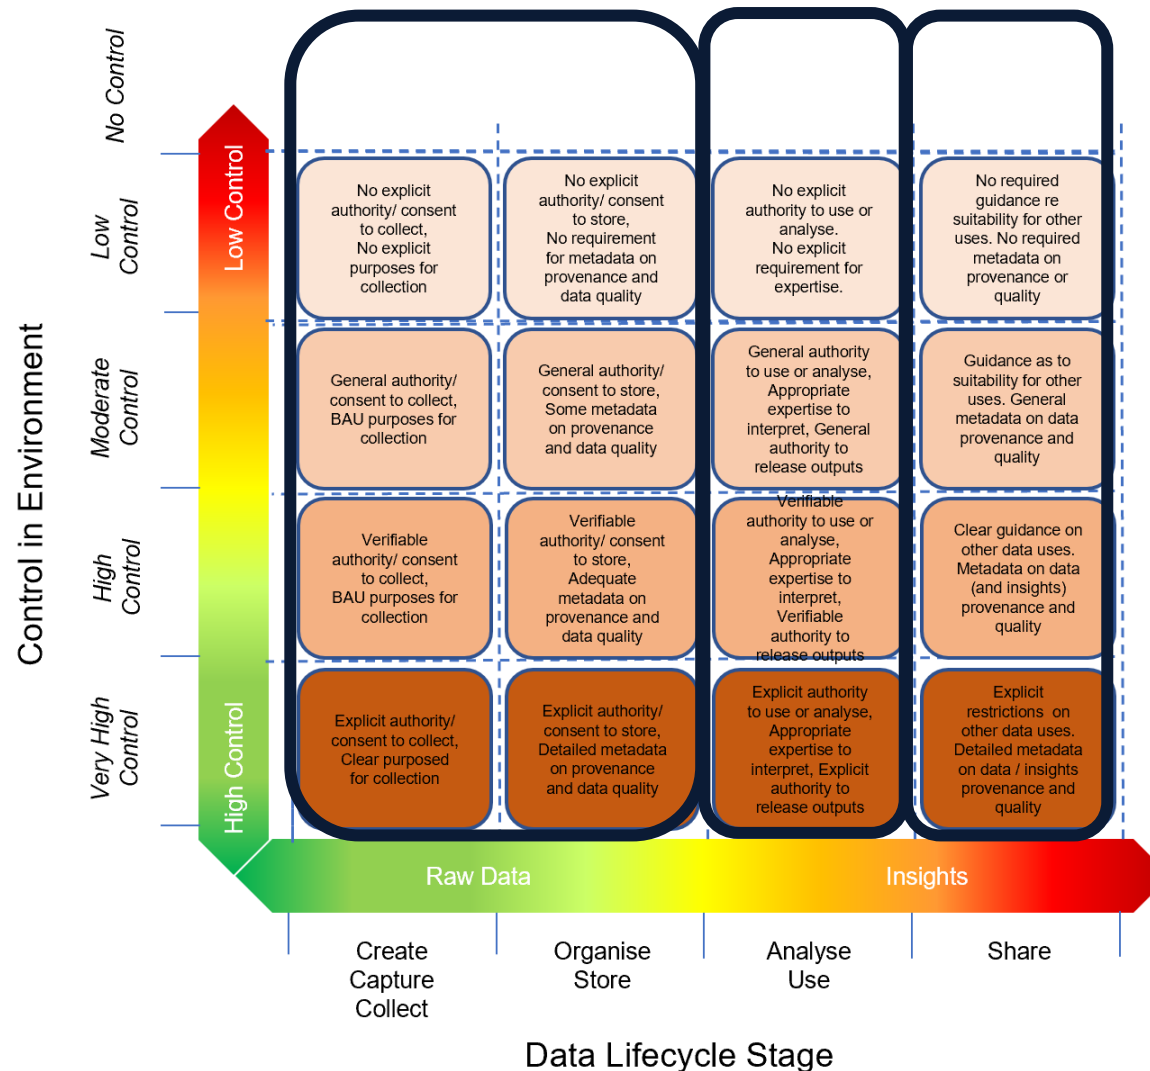 Control in Environment
No Control
Low
Control
Moderate
Control
High
Control
Very High
Control
Low Control
High Control
No explicit
authority/ consent
to collect,
No explicit
purposes for
collection
No explicit
authority/ consent
to store,
No requirement
for metadata on
provenance and
data quality
No explicit
authority to use or
analyse.
No explicit
requirement for
expertise.
No required
guidance re
suitability for other
uses. No required
metadata on
provenance or
quality
General authority/
consent to collect,
BAU purposes for
collection
General authority/
consent to store,
Some metadata
on provenance
and data quality
General authority
to use or analyse,
Appropriate
expertise to
interpret, General
authority to
release outputs
Guidance as to
suitability for other
uses. General
metadata on data
provenance and
quality
Verifiable
authority/ consent
to collect,
BAU purposes for
collection
Verifiable
authority/ consent
to store,
Adequate
metadata on
provenance and
data quality
Verifiable
authority to use or
analyse,
Appropriate
expertise to
interpret,
Verifiable
authority to
release outputs
Clear guidance on
other data uses.
Metadata on data
(and insights)
provenance and
quality
Explicit authority/
consent to collect,
Clear purposed
for collection
Explicit authority/
consent to store,
Detailed metadata
on provenance
and data quality
Explicit authority
to use or analyse,
Appropriate
expertise to
interpret, Explicit
authority to
release outputs
Explicit
restrictions on
other data uses.
Detailed metadata
on data / insights
provenance and
quality
Raw Data
Insights
Create
Capture
Collect
Organise
Store
Analyse
Use
Share
Data Lifecycle Stage